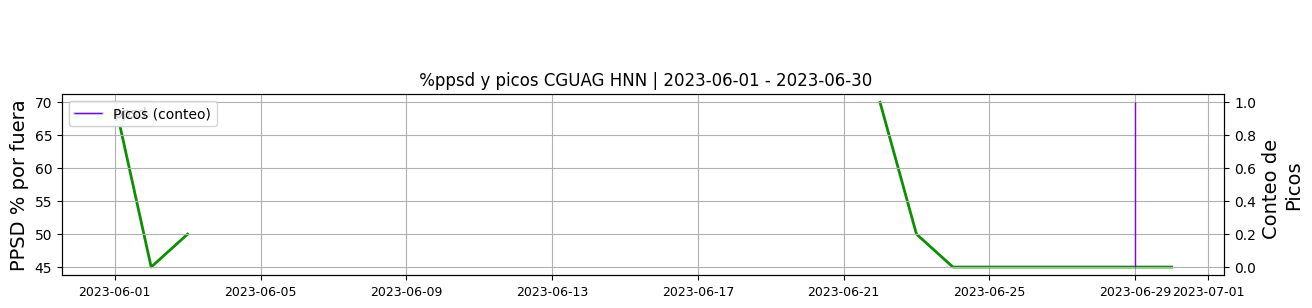 %ppsd y picos CGUAG HNN | 2023-06-01 - 2023-06-30
PPSD % por fuera
70
65
60
55
50
45
Picos (conteo)
1.0
0.8
0.6
0.4
0.2
0.0
Conteo de
Picos
2023-06-01 2023-06-05 2023-06-09 2023-06-13 2023-06-17 2023-06-21 2023-06-25 2023-06-29 2023-07-01